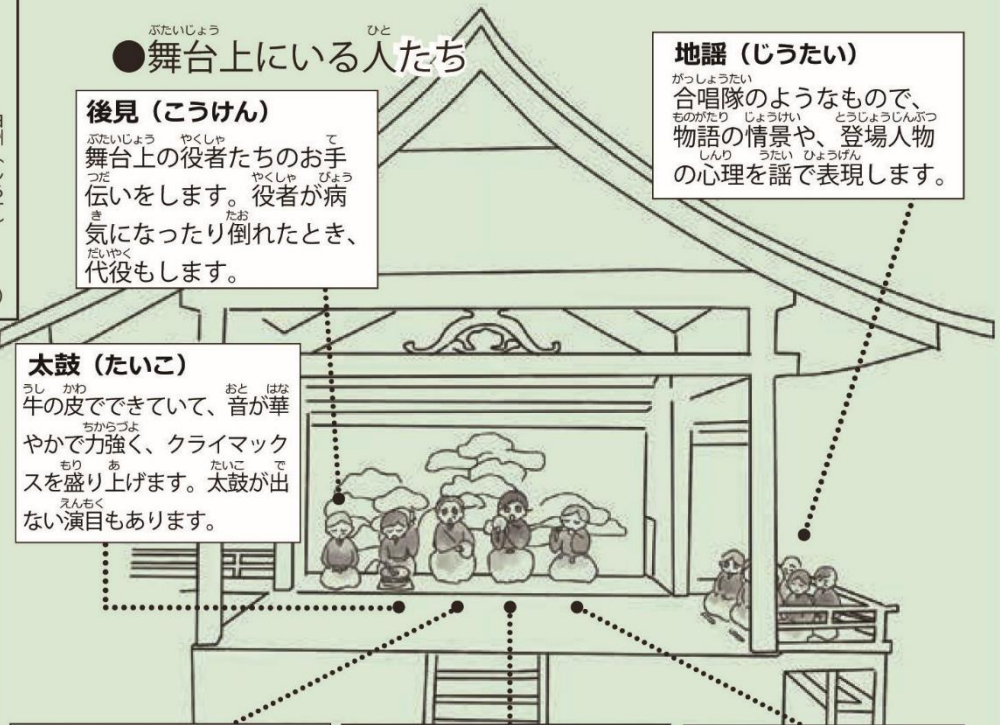 ●舞台上にいる人たち
後見（こうけん）
舞台上の役者たちのお手
伝いをします。役者が病
気になったり倒れたとき、
代役もします。
地謡（じうたい）
合唱隊のようなもので、
物語の情景や、登場人物
の心理を謡で表現します。
太鼓（たいこ）
牛の皮でできていて、音が華
やかで力強く、クライマック
スを盛り上げます。太鼓が出
ない演目もあります。